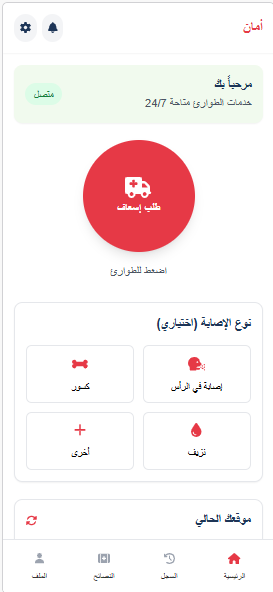 أمان
مرحباً بك
خدمات الطوارئ متاحة 24/7
متصل
طلب إسعاف
اضغط للطوارئ
نوع الإصابة (اختياري)
إصابة في الرأس
كسور
نزيف
أخرى
موقعك الحالي
الرئيسية
السجل
النصائح
الملف